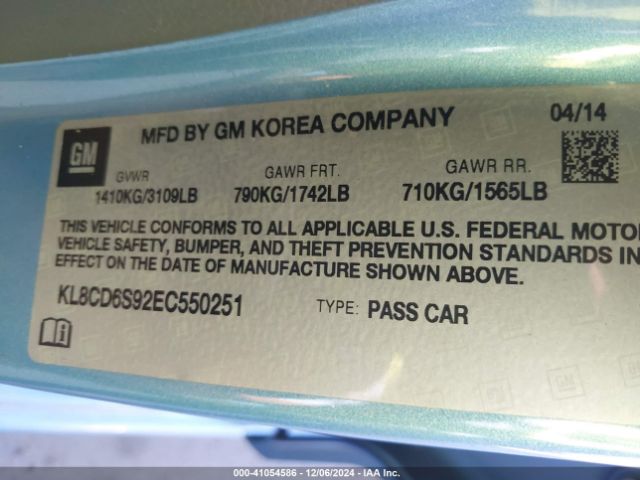 GM
MFD BY GM KOREA COMPANY
04/14
GVWR
GAWR FRT.
GAWR RR.
1410KG/3109LB
790KG/1742LB
710KG/1565LB
THIS VEHICLE CONFORMS TO ALL APPLICABLE U.S. FEDERAL MOTO
VEHICLE SAFETY, BUMPER, AND THEFT PREVENTION STANDARDS IN
EFFECT ON THE DATE OF MANUFACTURE SHOWN ABOVE.
KL8CD6S92EC550251
TYPE: PASS CAR
000-41054586 - 12/06/2024 - IAA Inc.